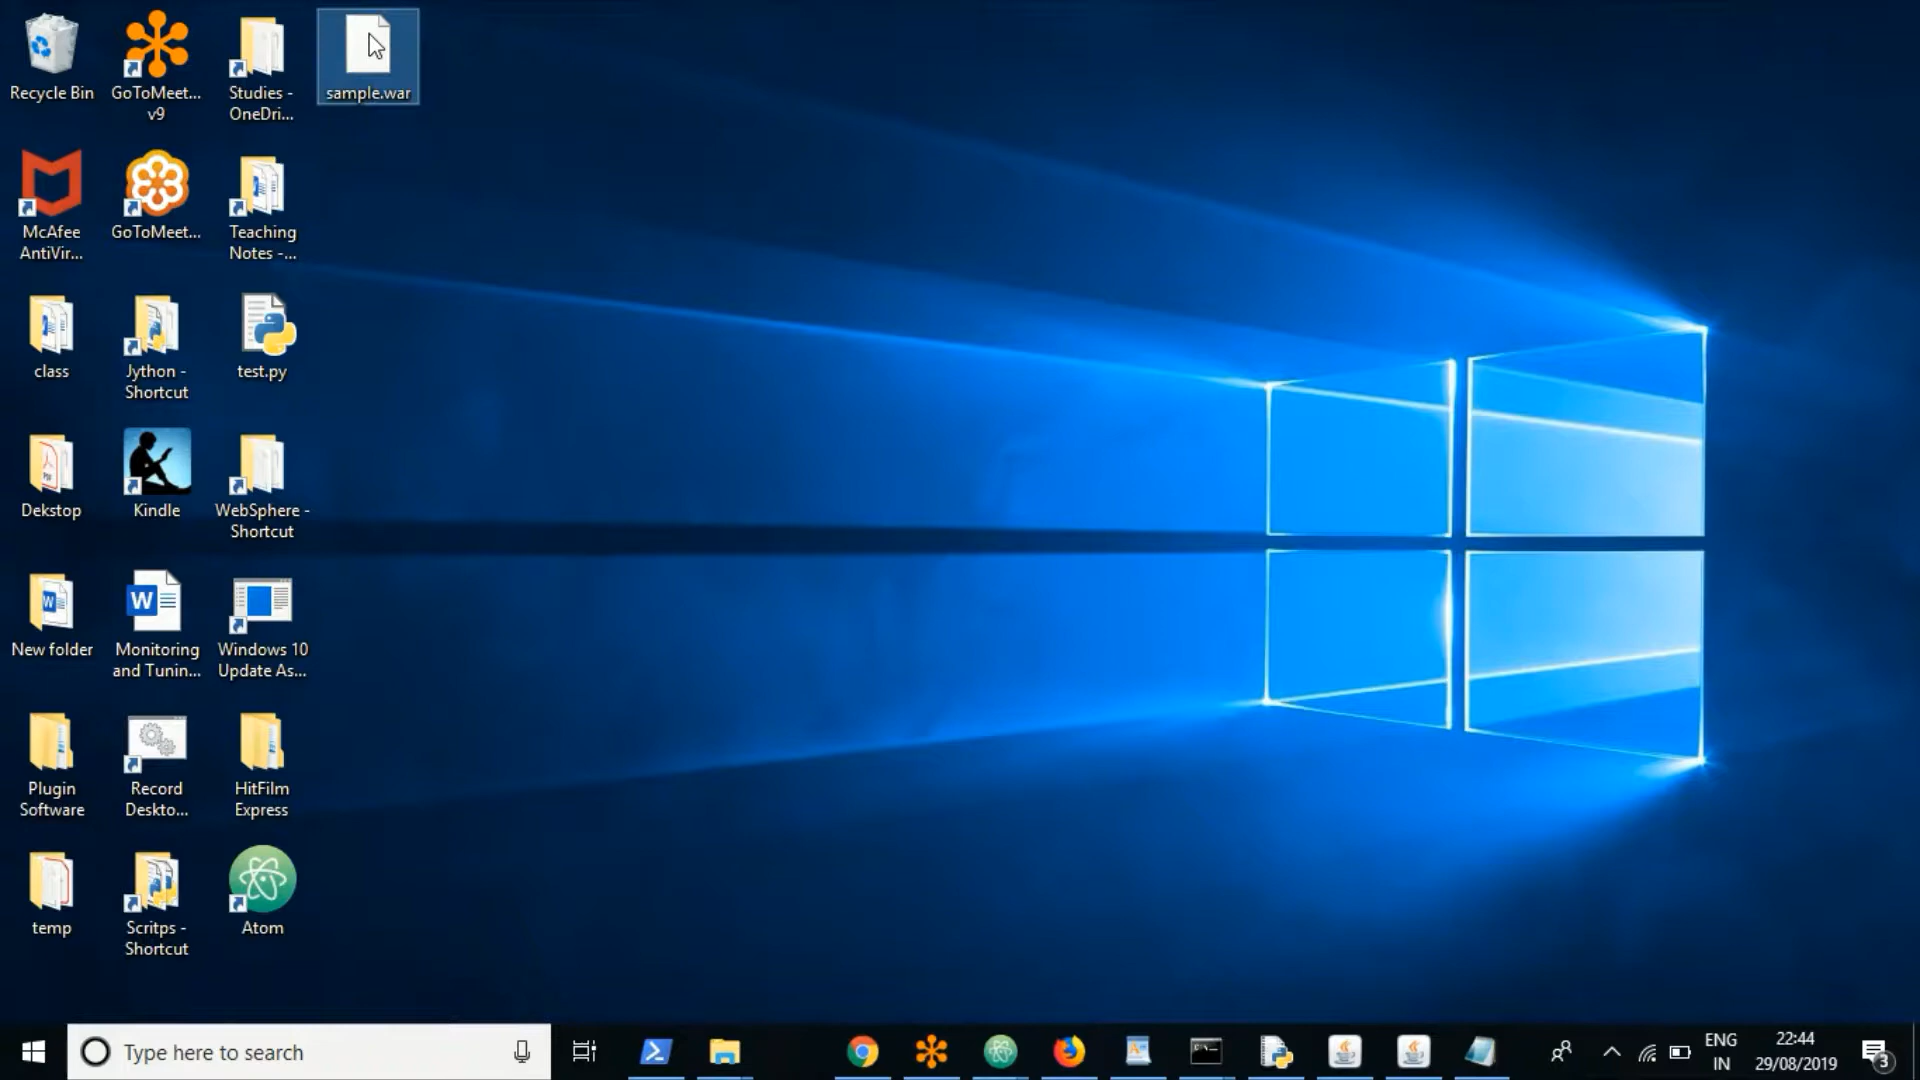 Recycle Bin
GoToMeet...
v9
Studies -
OneDri...
sample.war
McAfee
AntiVir...
GoToMeet...
Teaching
Notes -...
class
Jython -
Shortcut
test.py
Dekstop
Kindle
WebSphere -
Shortcut
New folder
Monitoring
and Tunin...
Windows 10
Update As...
Plugin
Software
Record
Deskto...
HitFilm
Express
temp
Scritps -
Shortcut
Atom
Type here to search
ENG
IN
22:44
29/08/2019
3